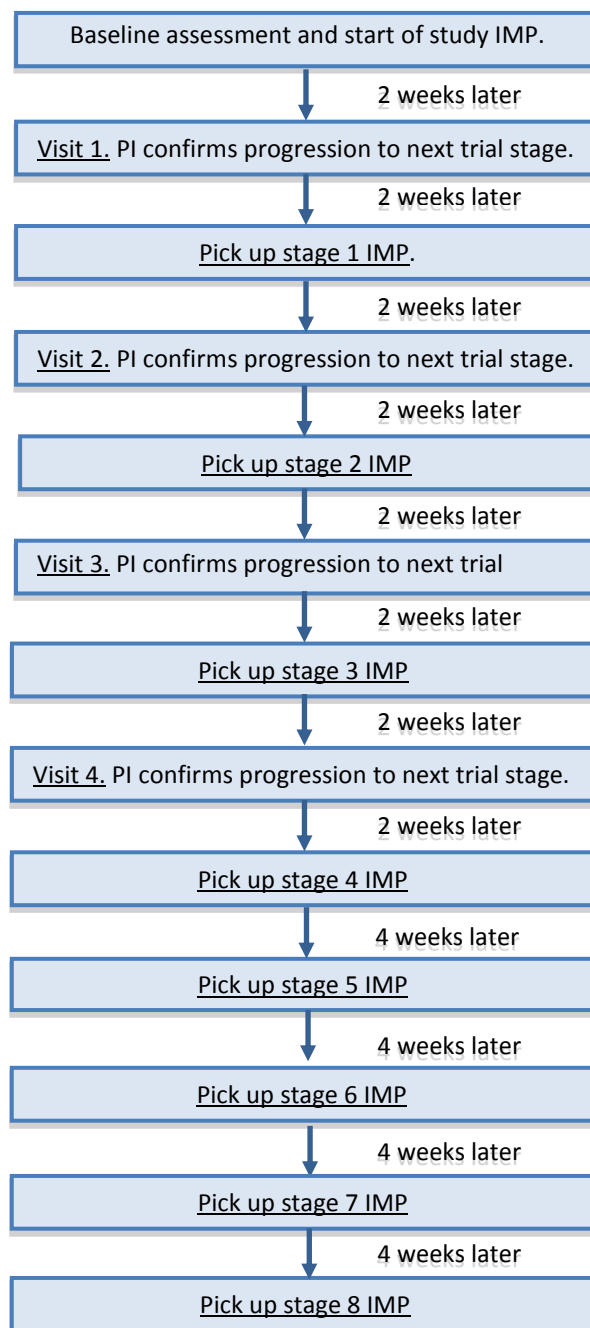 Baseline assessment and start of study IMP.
2 weeks later
Visit 1. PI confirms progression to next trial stage.
2 weeks later
Pick up stage 1 IMP.
2 weeks later
Visit 2. PI confirms progression to next trial stage.
2 weeks later
Pick up stage 2 IMP
2 weeks later
Visit 3. PI confirms progression to next trial
2 weeks later
Pick up stage 3 IMP
2 weeks later
Visit 4. PI confirms progression to next trial stage.
2 weeks later
Pick up stage 4 IMP
4 weeks later
Pick up stage 5 IMP
4 weeks later
Pick up stage 6 IMP
4 weeks later
Pick up stage 7 IMP
4 weeks later
Pick up stage 8 IMP